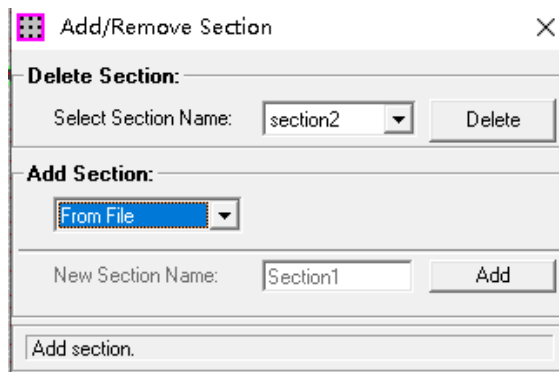 Add/Remove Section
Delete Section:
Select Section Name: section2 Delete
Add Section:
From File
New Section Name: Section1 Add
Add section.